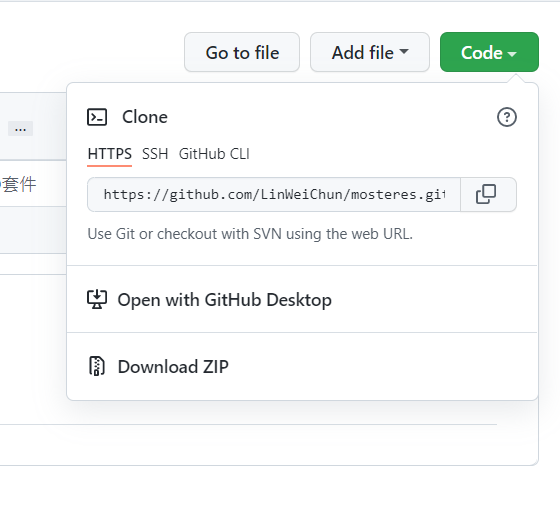 Go to file Add file Code
...
Clone
HTTPS SSH GitHub CLI
套件
https://github.com/LinWeiChun/mosteres.git
Use Git or checkout with SVN using the web URL.
Open with GitHub Desktop
Download ZIP